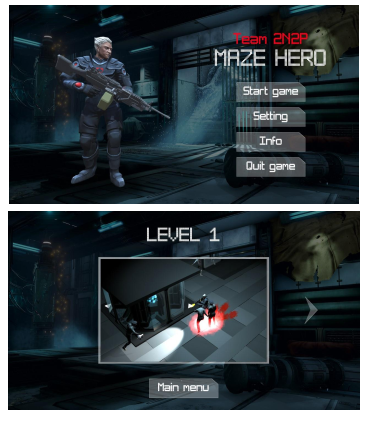 Team 2N2P
MAZE HERO
Start game
Setting
Info
Quit game
LEVEL 1
Main menu